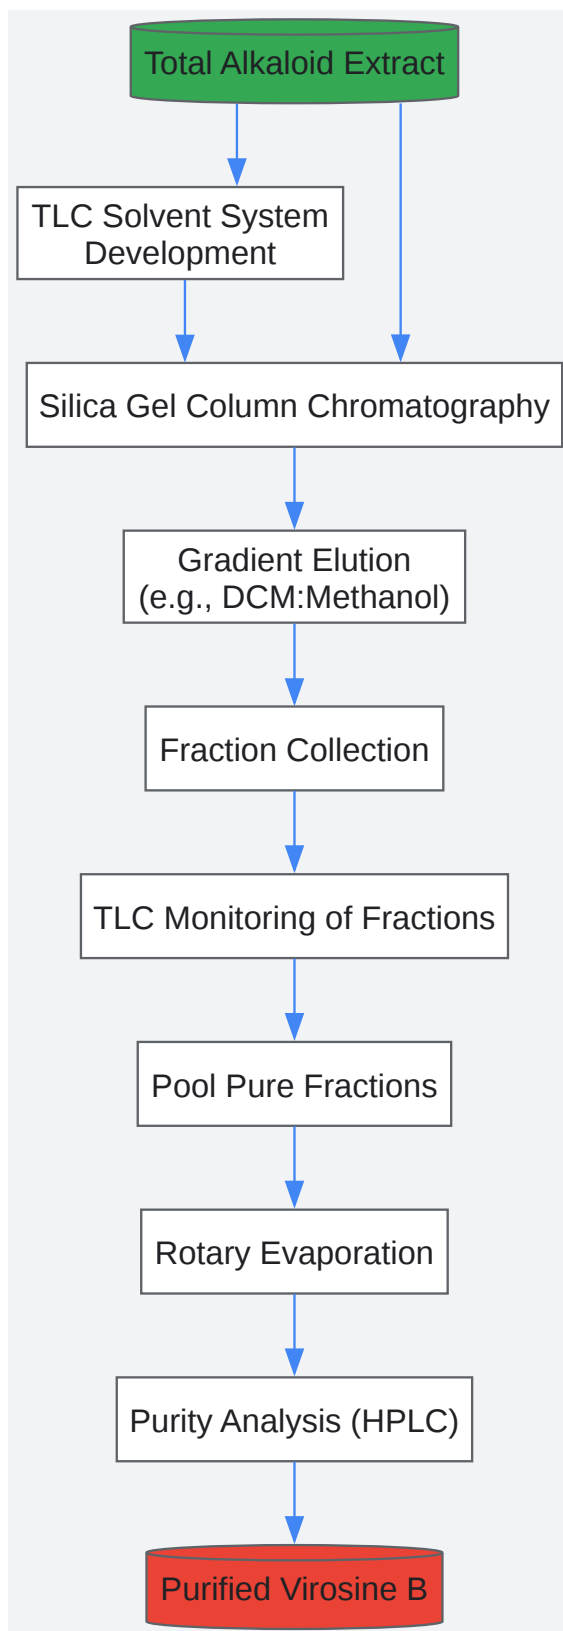 Total Alkaloid Extract
TLC Solvent System
Development
Silica Gel Column Chromatography
Gradient Elution
(e.g., DCM:Methanol)
Fraction Collection
TLC Monitoring of Fractions
Pool Pure Fractions
Rotary Evaporation
Purity Analysis (HPLC)
Purified Virosine B